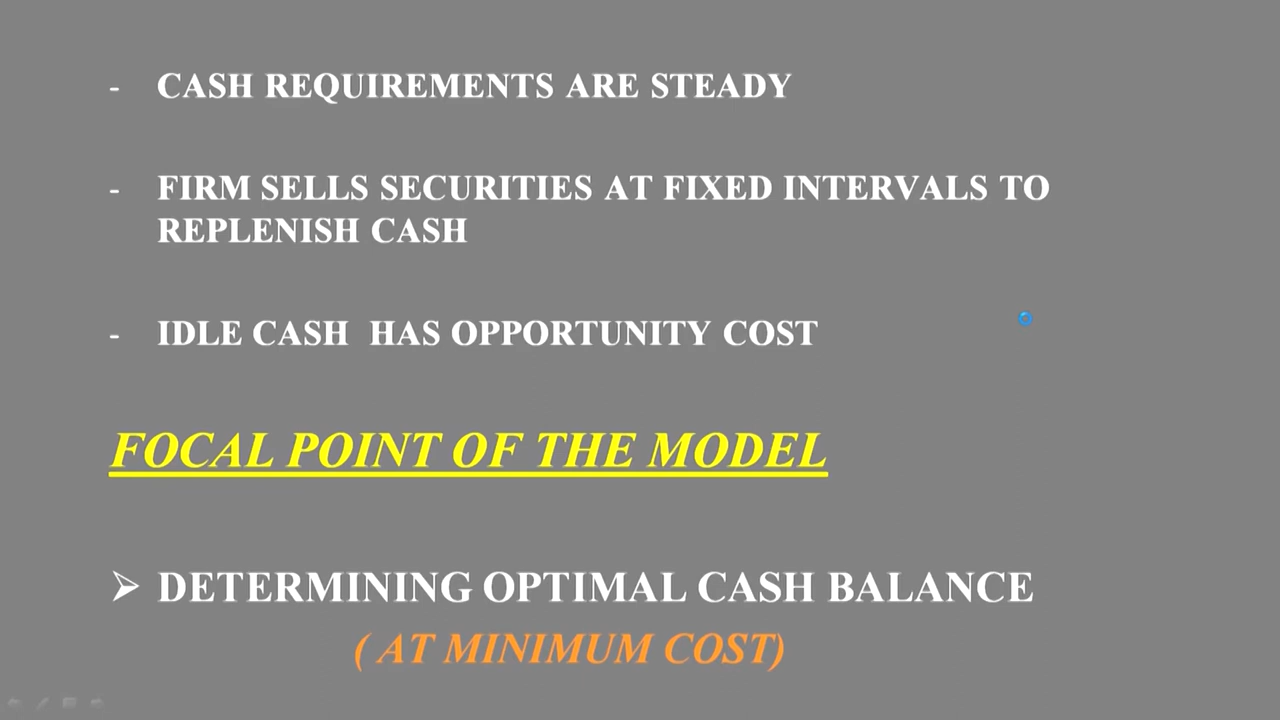 - CASH REQUIREMENTS ARE STEADY
- FIRM SELLS SECURITIES AT FIXED INTERVALS TO
REPLENISH CASH
- IDLE CASH  HAS OPPORTUNITY COST
FOCAL POINT OF THE MODEL
➢ DETERMINING OPTIMAL CASH BALANCE
( AT MINIMUM COST)